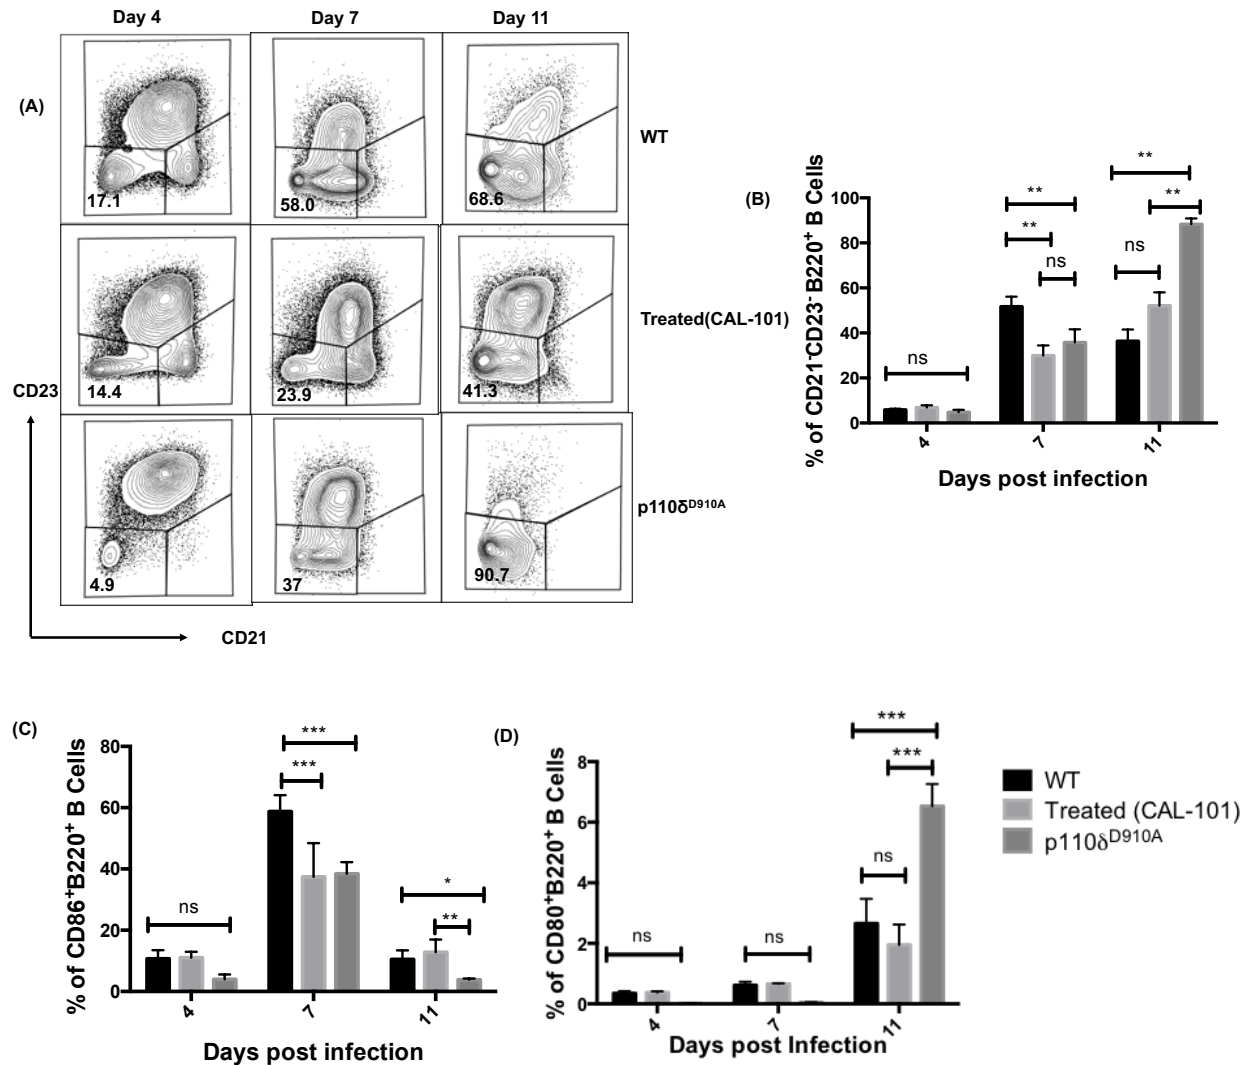 Day 4 Day 7 Day 11
(A)
WT
17.1 58.0 68.6
Treated(CAL-101)
CD23
14.4 23.9 41.3
p110δD910A
4.9 37 90.7
CD21
(B)
% of CD21-CD23- B220+ B Cells
100
80
60
40
20
0
ns
**
**
ns
**
**
ns
4 7 11
Days post infection
(C)
% of CD86+B220+ B Cells
80
60
40
20
0
ns
***
***
*
**
4 7 11
Days post infection
(D)
% of CD80+B220+ B Cells
8
6
4
2
0
ns
ns
***
***
ns
4 7 11
Days post Infection
WT
Treated (CAL-101)
p110δD910A